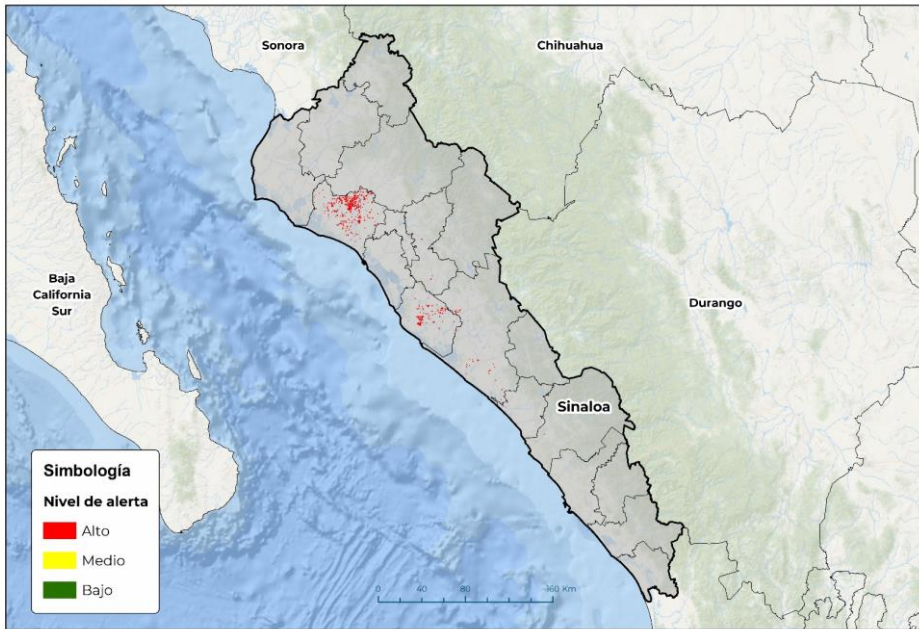 Sonora
Chihuahua
Baja
California
Sur
Durango
Sinaloa
Simbología
Nivel de alerta
Alto
Medio
Bajo
0 40 80 160 Km